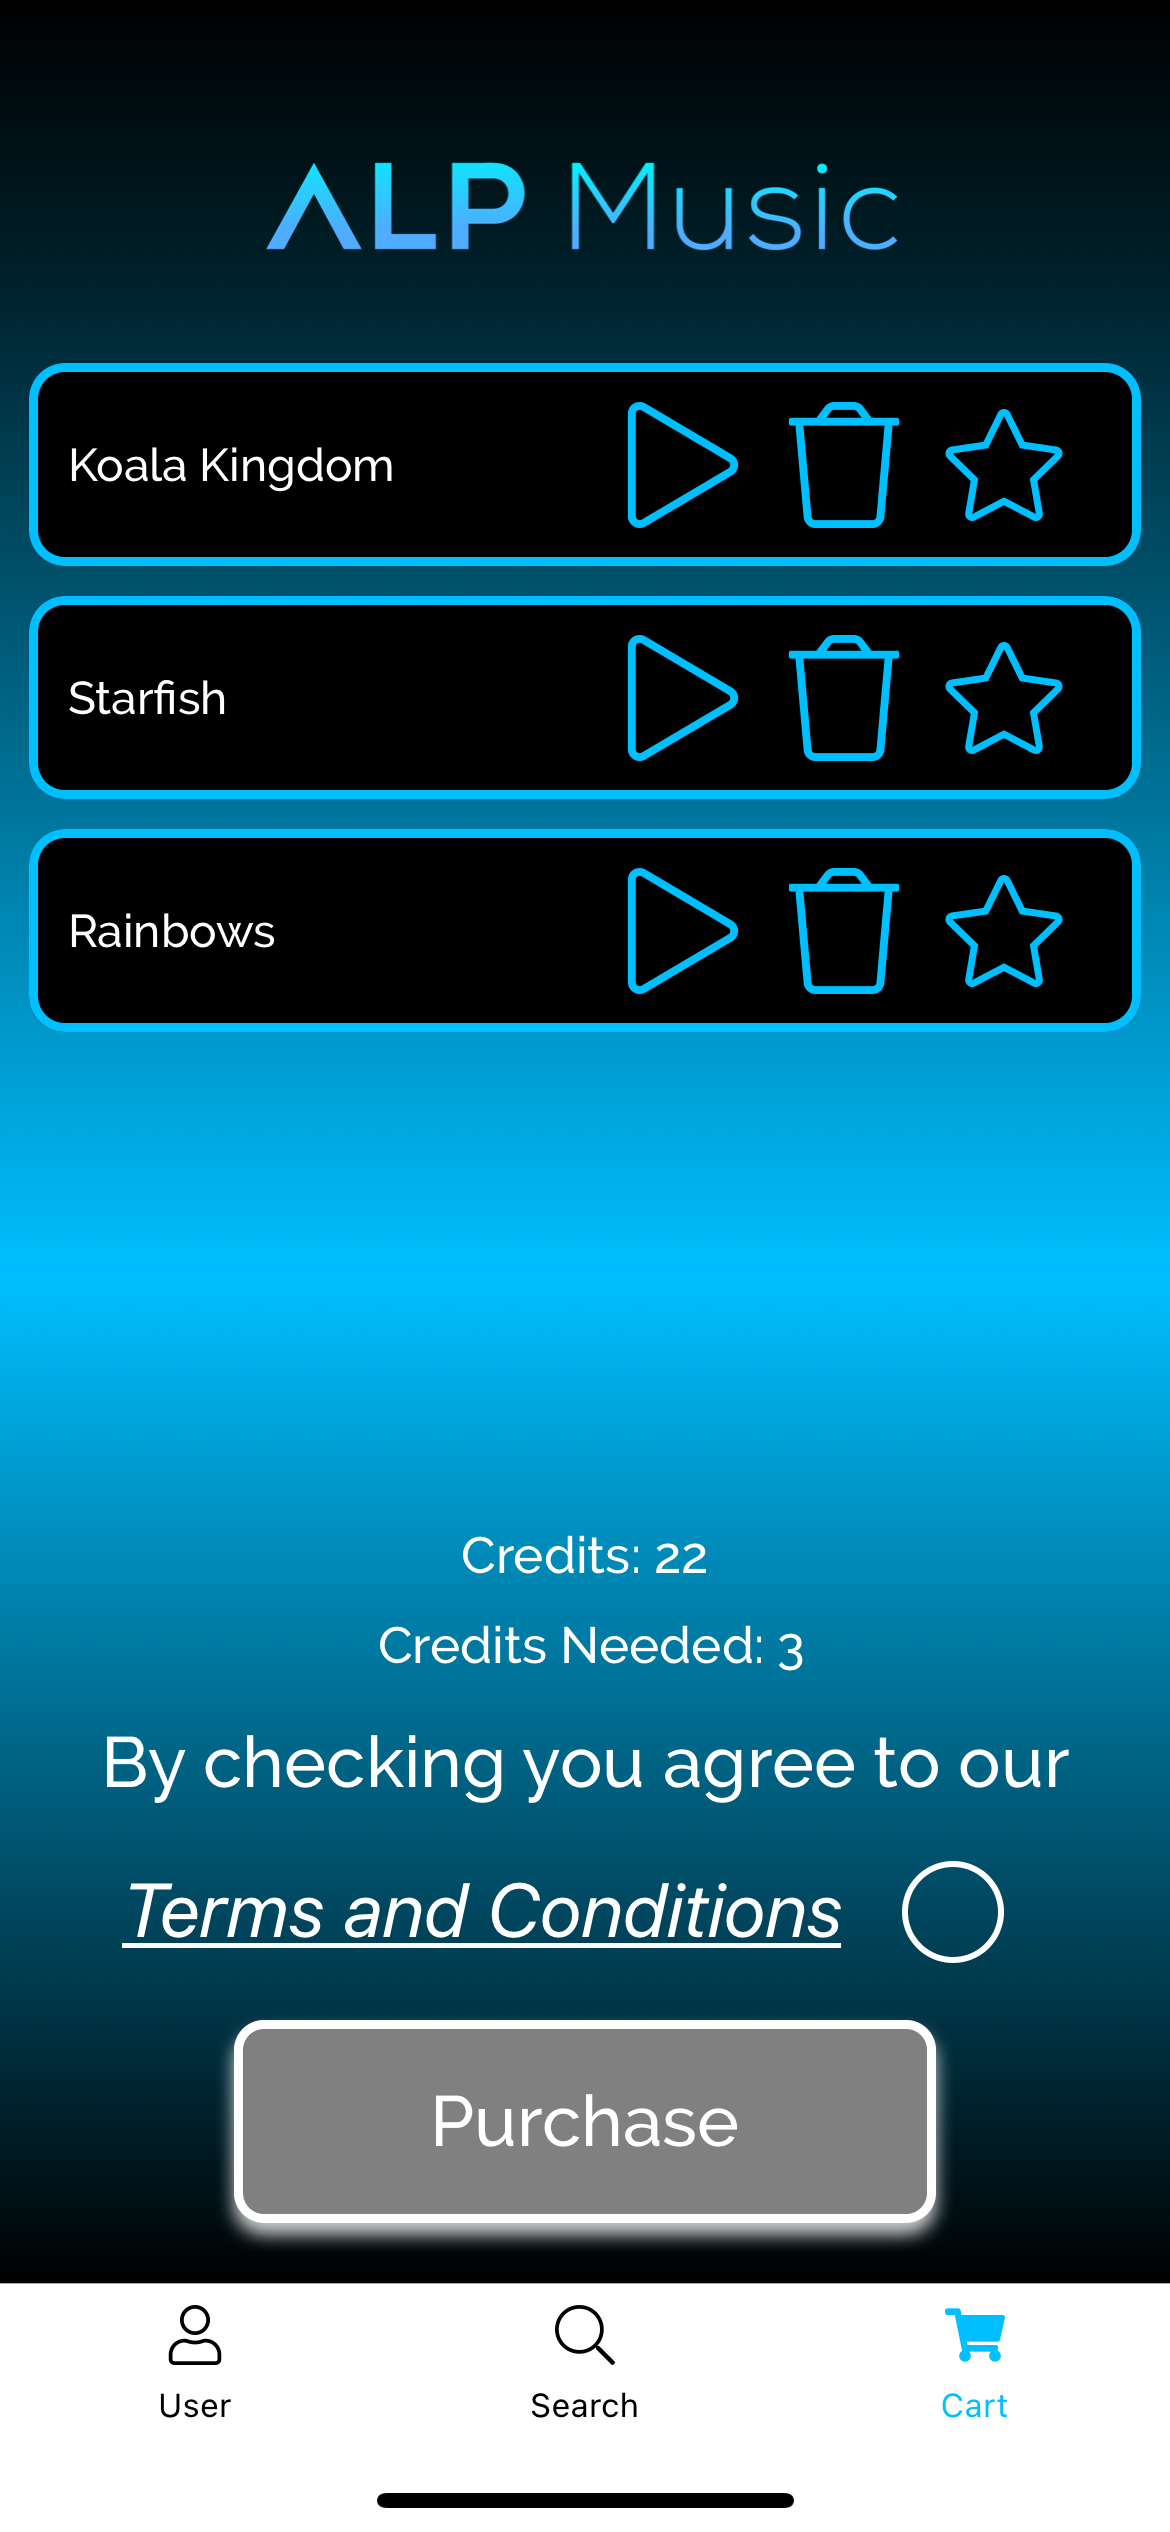 ALP Music
Koala Kingdom
Starfish
Rainbows
Credits: 22
Credits Needed: 3
By checking you agree to our
Terms and Conditions
Purchase
User
Search
Cart